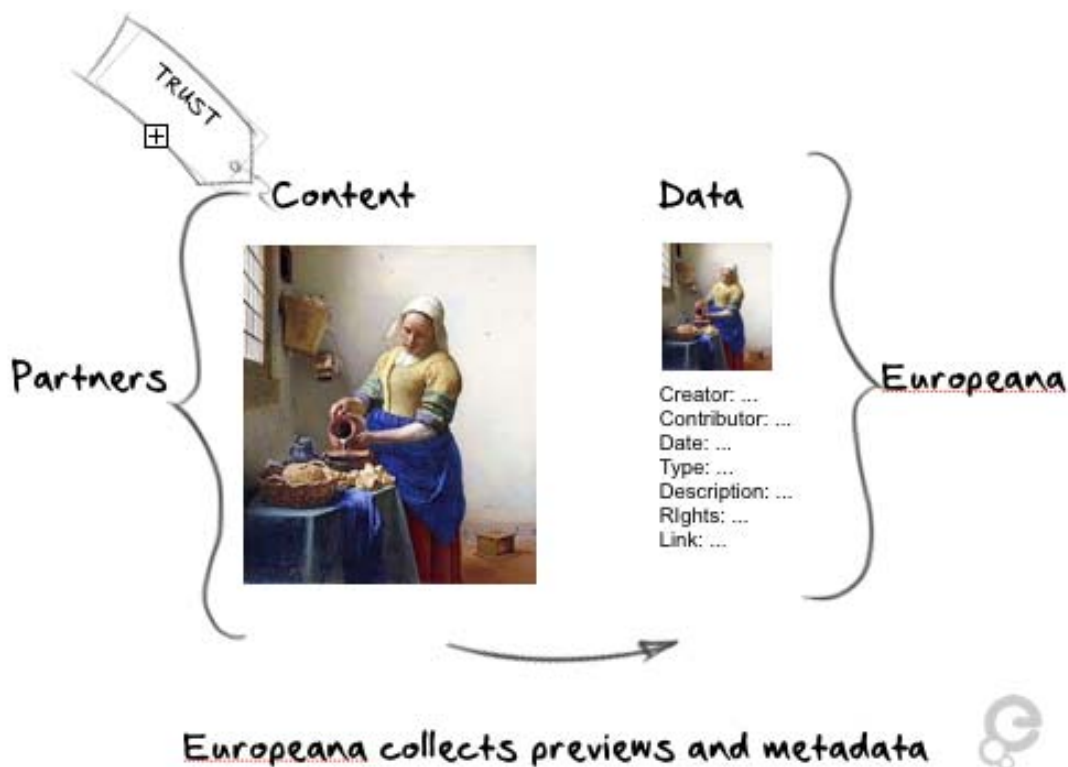 TRUST
Content
Data
Partners
Europeana
Creator: ...
Contributor: ...
Date: ...
Type: ...
Description: ...
RIghts: ...
Link: ...
Europeana collects previews and metadata